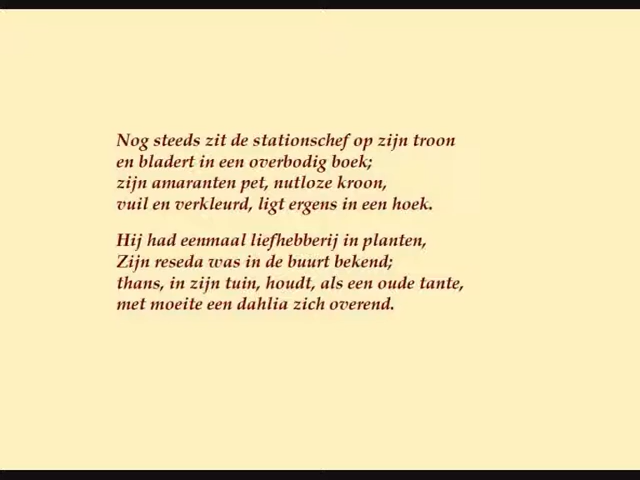 Nog steeds zit de stationschef op zijn troon
en bladert in een overbodig boek;
zijn amaranten pet, nutloze kroon,
vuil en verkleurd, ligt ergens in een hoek.
Hij had eenmaal liefhebberij in planten,
Zijn reseda was in de buurt bekend;
thans, in zijn tuin, houdt, als een oude tante,
met moeite een dahlia zich overend.